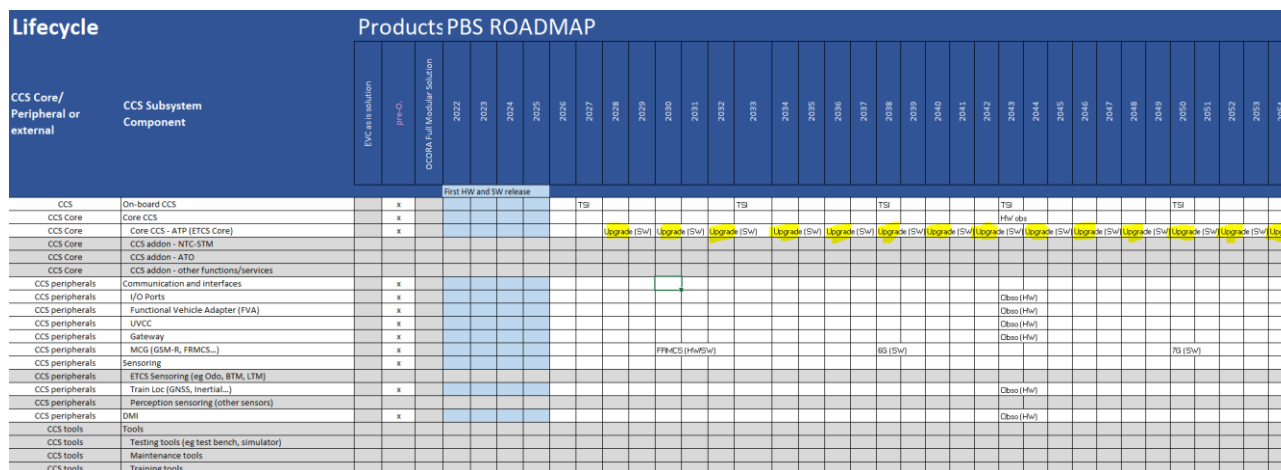 Lifecycle Products PBS ROADMAP
CCS Core/ Peripheral or external CCS Subsystem Component EVC as is solution pre-O. OCORA Full Modular Solution 2022 2023 2024 2025 2026 2027 2028 2029 2030 2031 2032 2033 2034 2035 2036 2037 2038 2039 2040 2041 2042 2043 2044 2045 2046 2047 2048 2049 2050 2051 2052 2053
First HW and SW release
CCS On-board CCS x TSI TSI TSI TSI TSI
CCS Core Core CCS x HW obs
CCS Core Core CCS - ATP (ETCS Core) x Upgrade (SW) Upgrade (SW) Upgrade (SW) Upgrade (SW) Upgrade (SW) Upgrade (SW) Upgrade (SW) Upgrade (SW) Upgrade (SW) Upgrade (SW) Upgrade (SW) Upgrade (SW) Upgrade (SW) Upg
CCS Core CCS addon - NTC-STM
CCS Core CCS addon - ATO
CCS Core CCS addon - other functions/services
CCS peripherals Communication and interfaces x
CCS peripherals I/O Ports x Obso (HW)
CCS peripherals Functional Vehicle Adapter (FVA) x Obso (HW)
CCS peripherals UVCC x Obso (HW)
CCS peripherals Gateway x Obso (HW)
CCS peripherals MCG (GSM-R, FRMCS...) x FRMCS (HW/SW) 6G (SW) 7G (SW)
CCS peripherals Sensoring x
CCS peripherals ETCS Sensoring (eg Odo, BTM, LTM)
CCS peripherals Train Loc (GNSS, Inertial...) x Obso (HW)
CCS peripherals Perception sensoring (other sensors)
CCS peripherals DMI x Obso (HW)
CCS tools Tools
CCS tools Testing tools (eg test bench, simulator)
CCS tools Maintenance tools
CCS tools Training tools